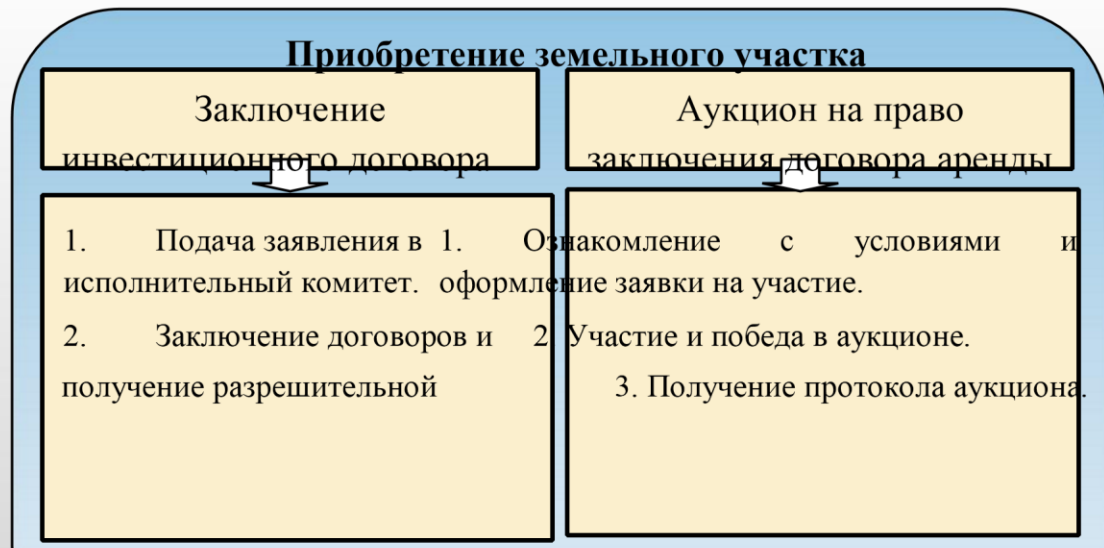 Приобретение земельного участка
Заключение
инвестиционного договора
Аукцион на право
заключения договора аренды
1. Подача заявления в
исполнительный комитет.
2. Заключение договоров и
получение разрешительной
1. Ознакомление с условиями и
оформление заявки на участие.
2 Участие и победа в аукционе.
3. Получение протокола аукциона.